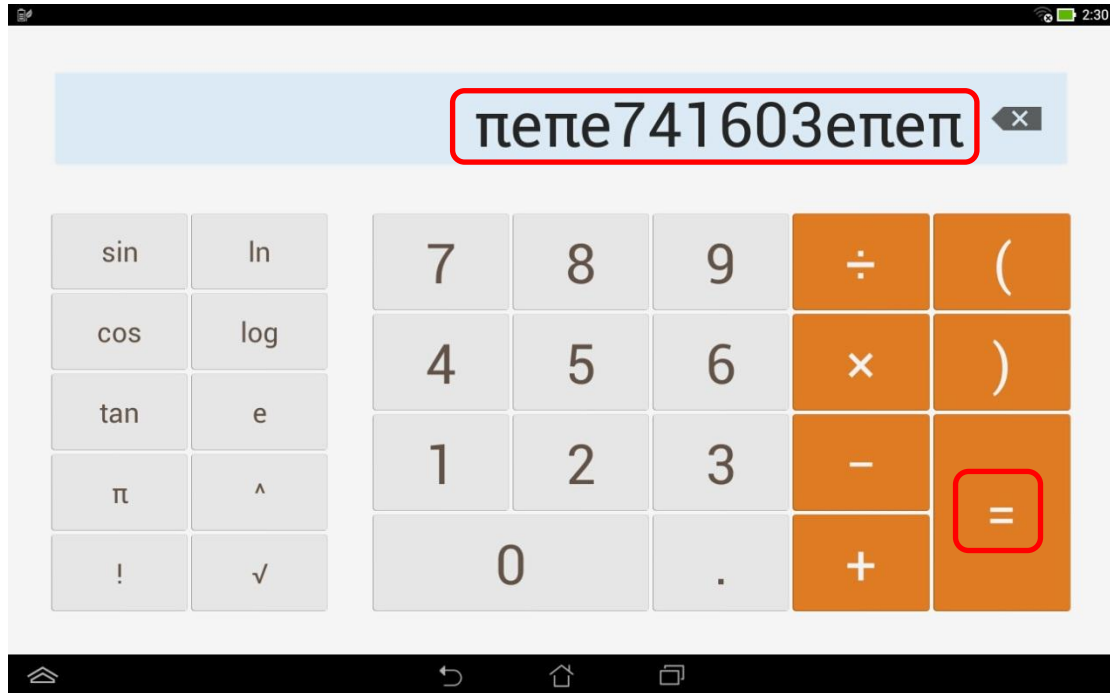 2:30
πeπe741603eπeπ
sin ln 7 8 9 ÷ (
cos log 4 5 6 × )
tan e 1 2 3 −
π ^ =
! √ 0 . +